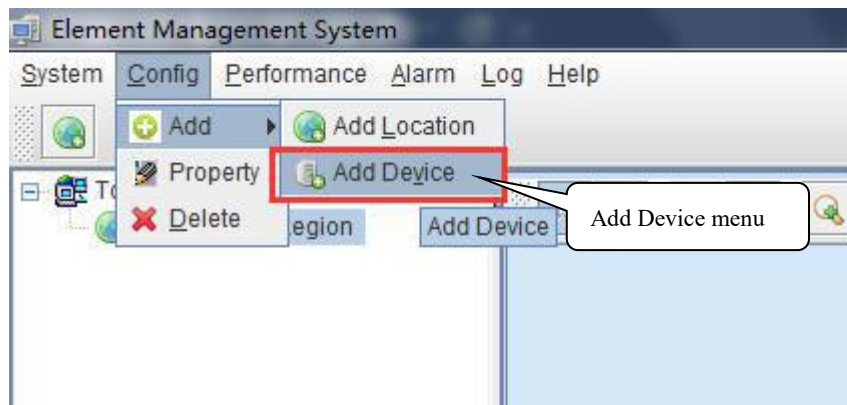 Element Management System
System Config Performance Alarm Log Help
Add Add Location
Property Add Device
Delete
Add Device
Add Device menu